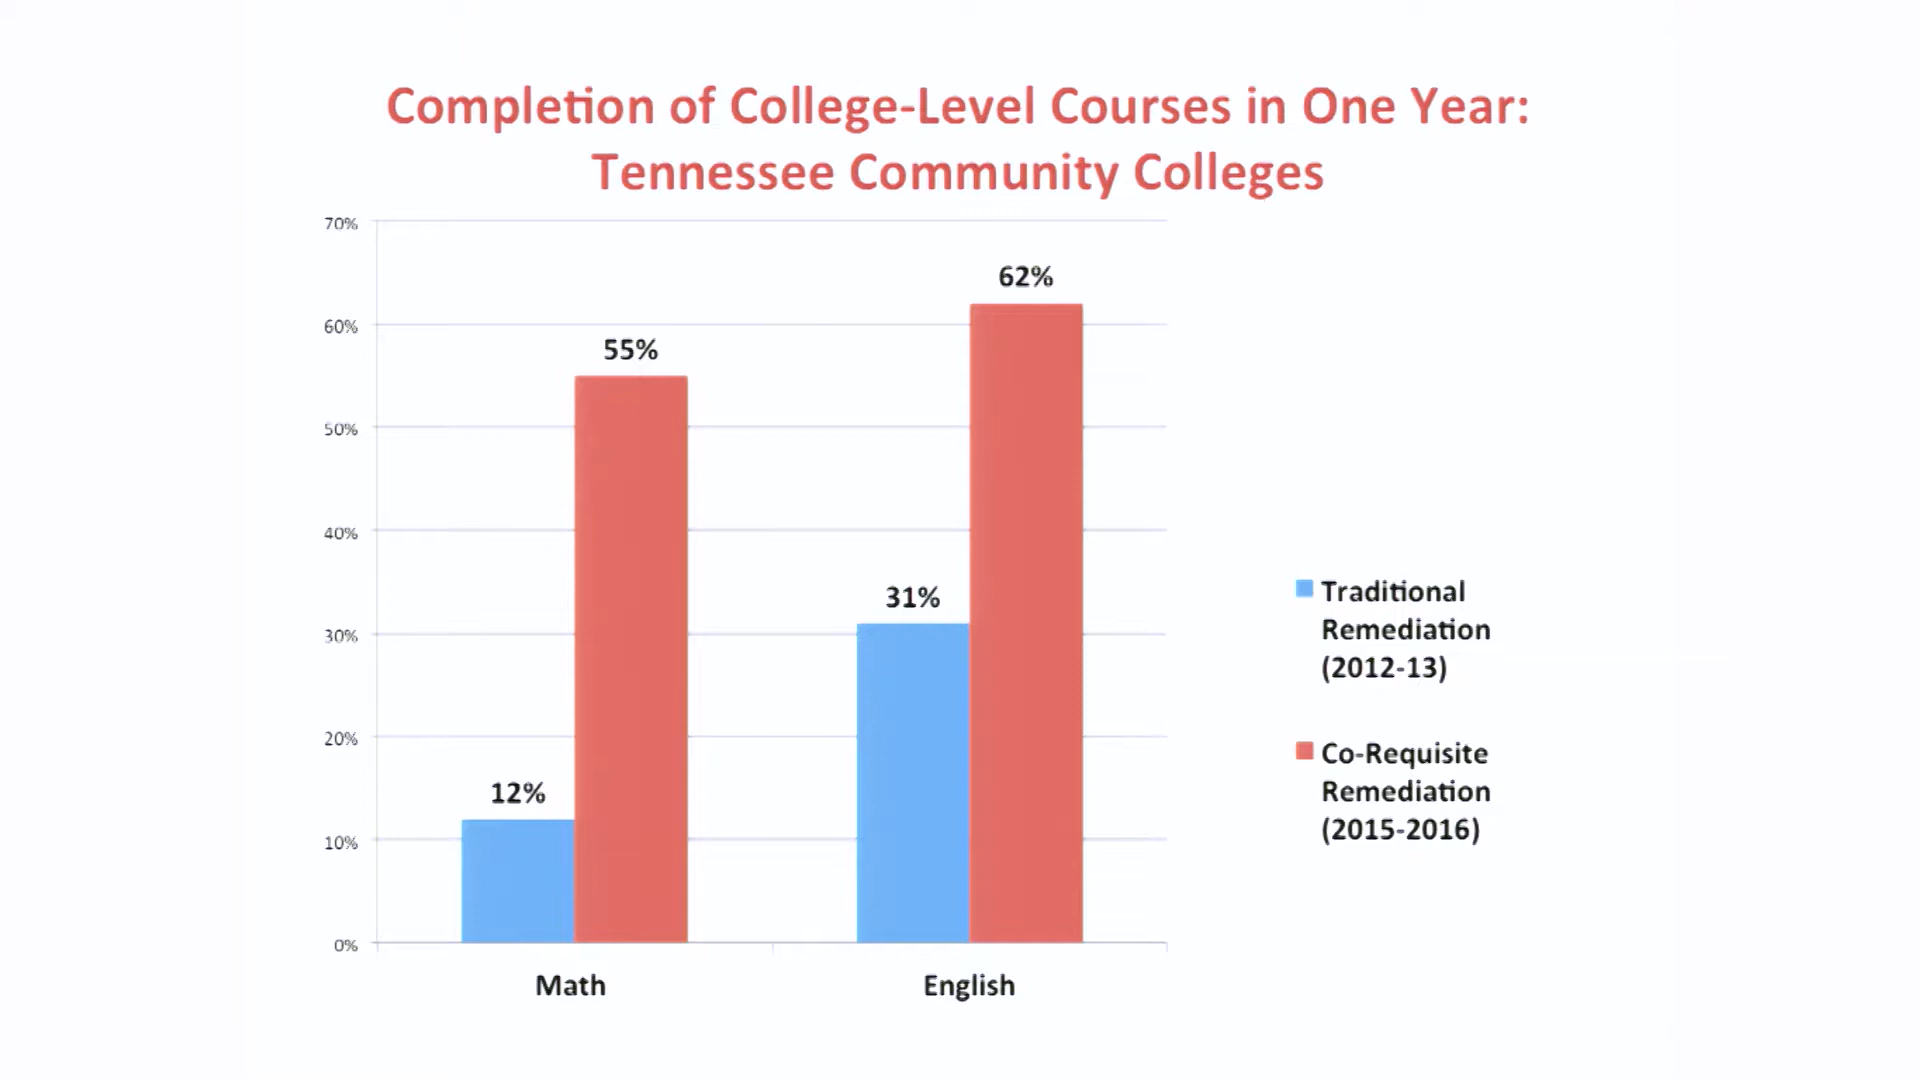 Completion of College-Level Courses in One Year:
Tennessee Community Colleges
70%
60%
50%
40%
30%
20%
10%
0%
12%
55%
31%
62%
Math
English
Traditional
Remediation
(2012-13)
Co-Requisite
Remediation
(2015-2016)